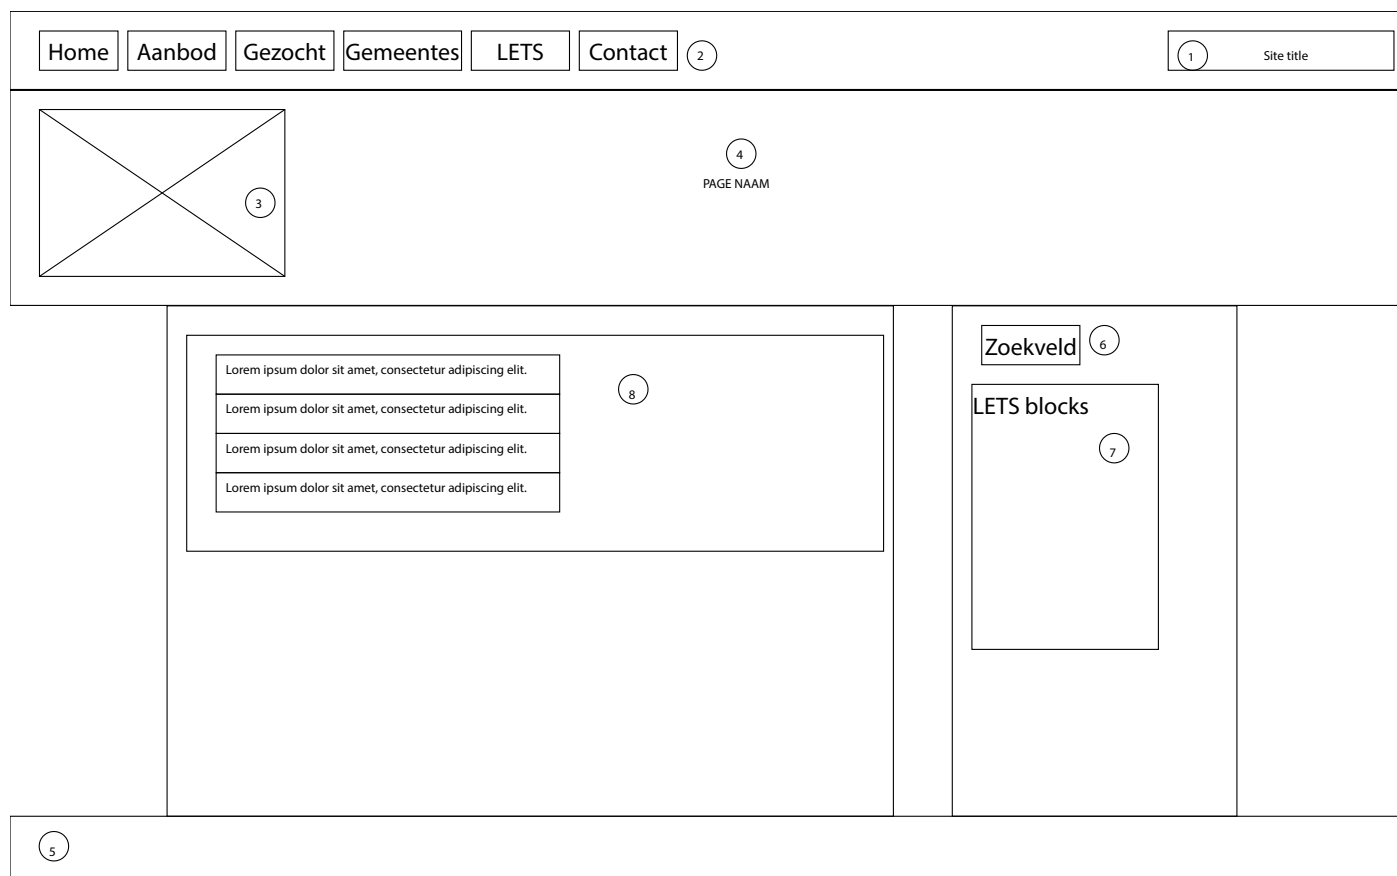 Home Aanbod Gezocht Gemeentes LETS Contact 2 1 Site title
4
PAGE NAAM
3
Zoekveld 6
Lorem ipsum dolor sit amet, consectetur adipiscing elit.
8
Lorem ipsum dolor sit amet, consectetur adipiscing elit.
Lorem ipsum dolor sit amet, consectetur adipiscing elit.
Lorem ipsum dolor sit amet, consectetur adipiscing elit.
LETS blocks
7
5